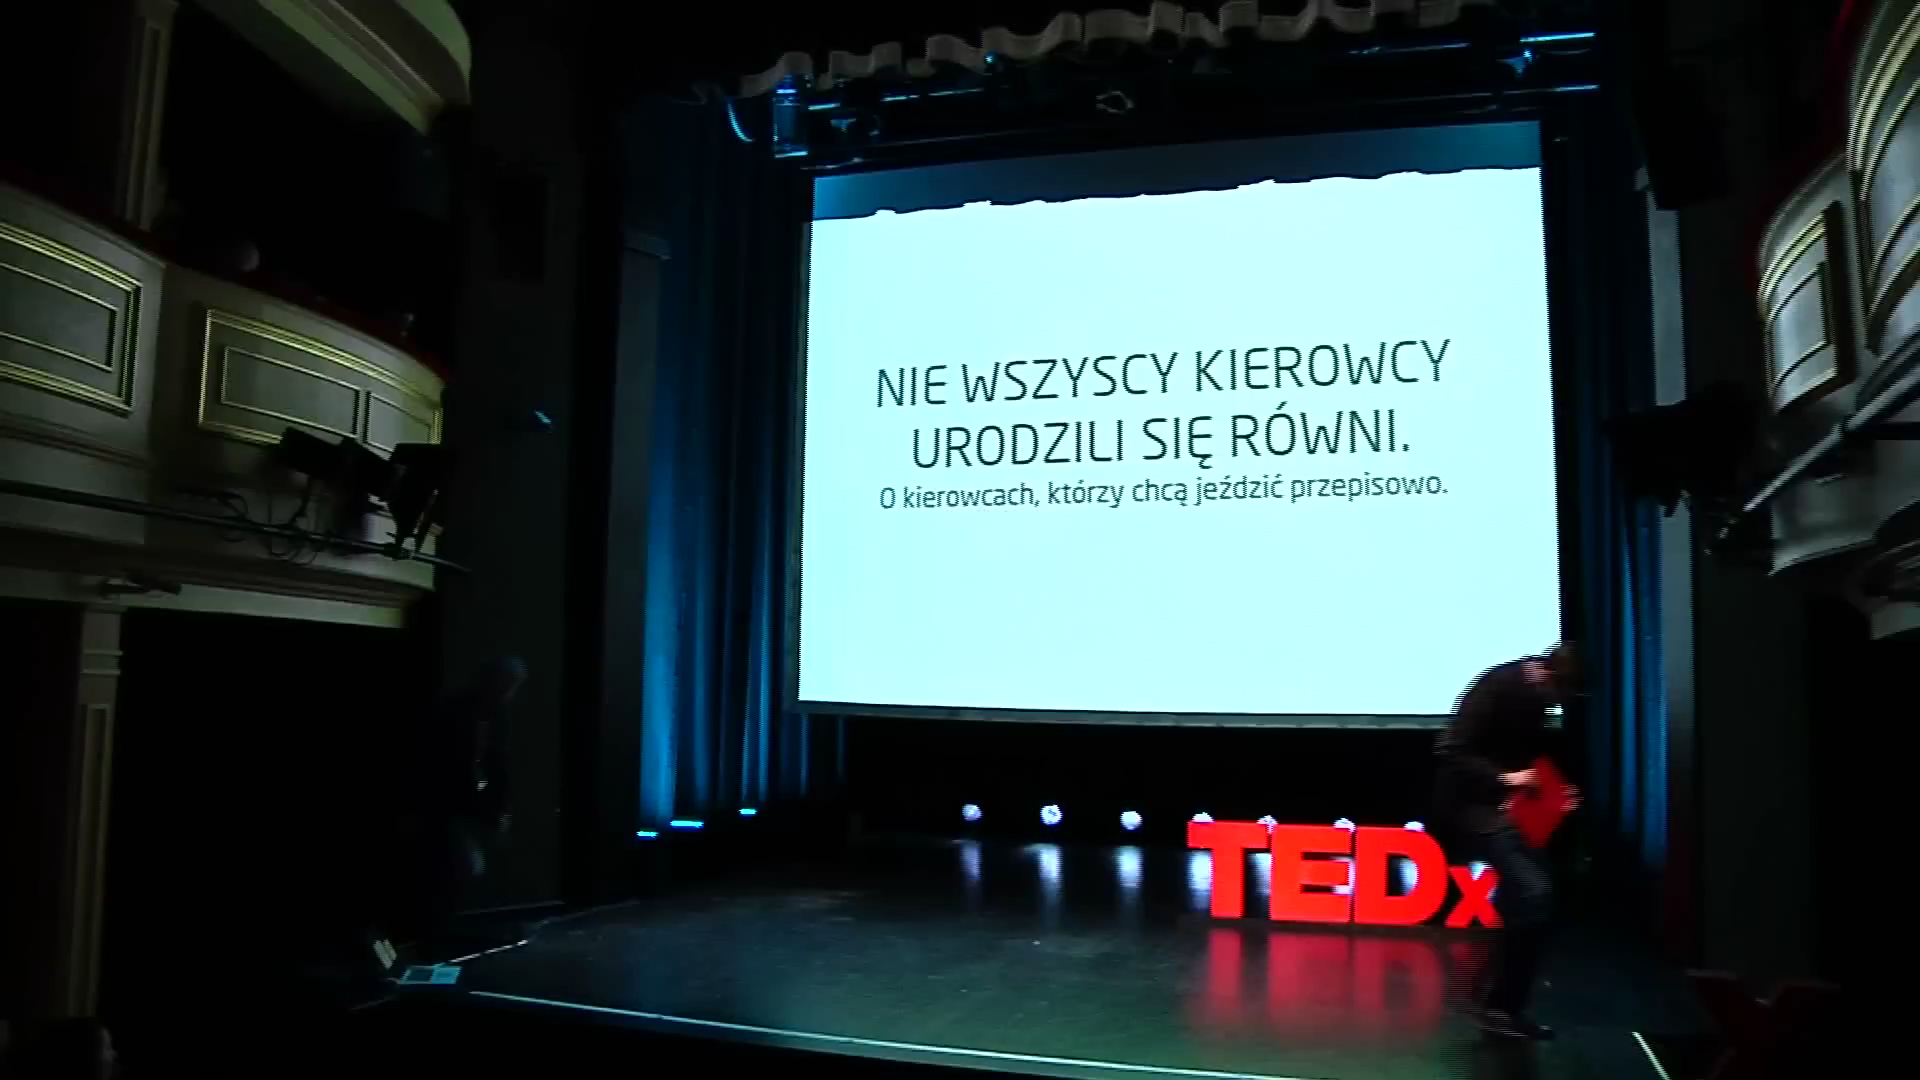 NIE WSZYSCY KIEROWCY
URODZILI SIĘ RÓWNI.
O kierowcach, którzy chcą jeździć przepisowo.
TEDx